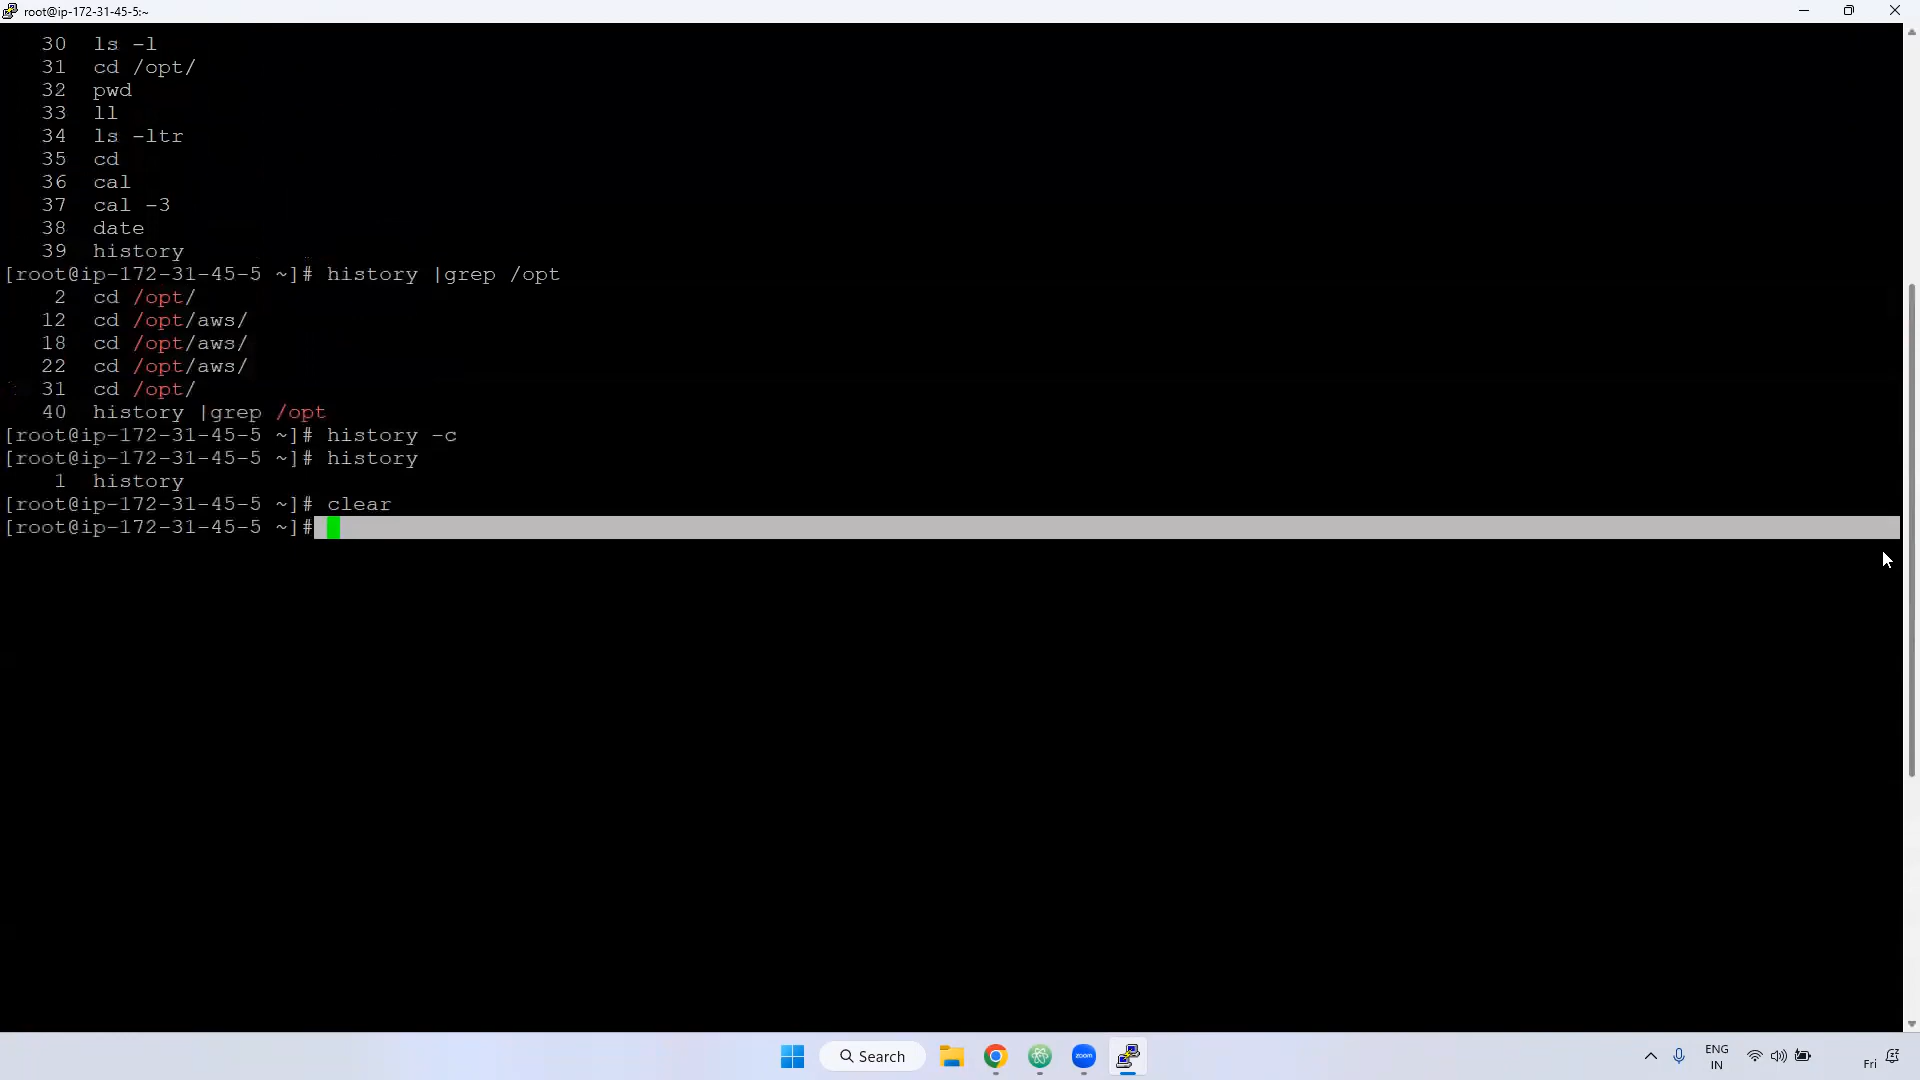 root@ip-172-31-45-5:~
30 ls -l
31 cd /opt/
32 pwd
33 ll
34 ls -ltr
35 cd
36 cal
37 cal -3
38 date
39 history
[root@ip-172-31-45-5 ~]# history |grep /opt
2 cd /opt/
12 cd /opt/aws/
18 cd /opt/aws/
22 cd /opt/aws/
31 cd /opt/
40 history |grep /opt
[root@ip-172-31-45-5 ~]# history -c
[root@ip-172-31-45-5 ~]# history
1 history
[root@ip-172-31-45-5 ~]# clear
[root@ip-172-31-45-5 ~]#
Search
zoom
ENG
IN
Fri